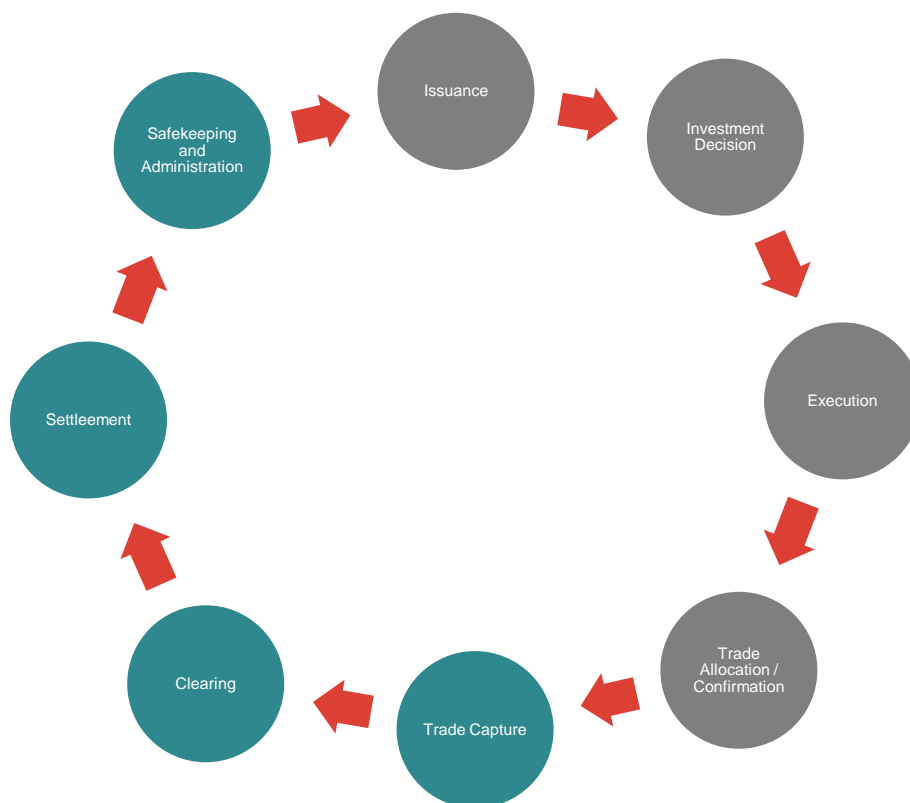 Issuance
Investment
Decision
Execution
Trade
Allocation /
Confirmation
Trade Capture
Clearing
Settleement
Safekeeping
and
Administration